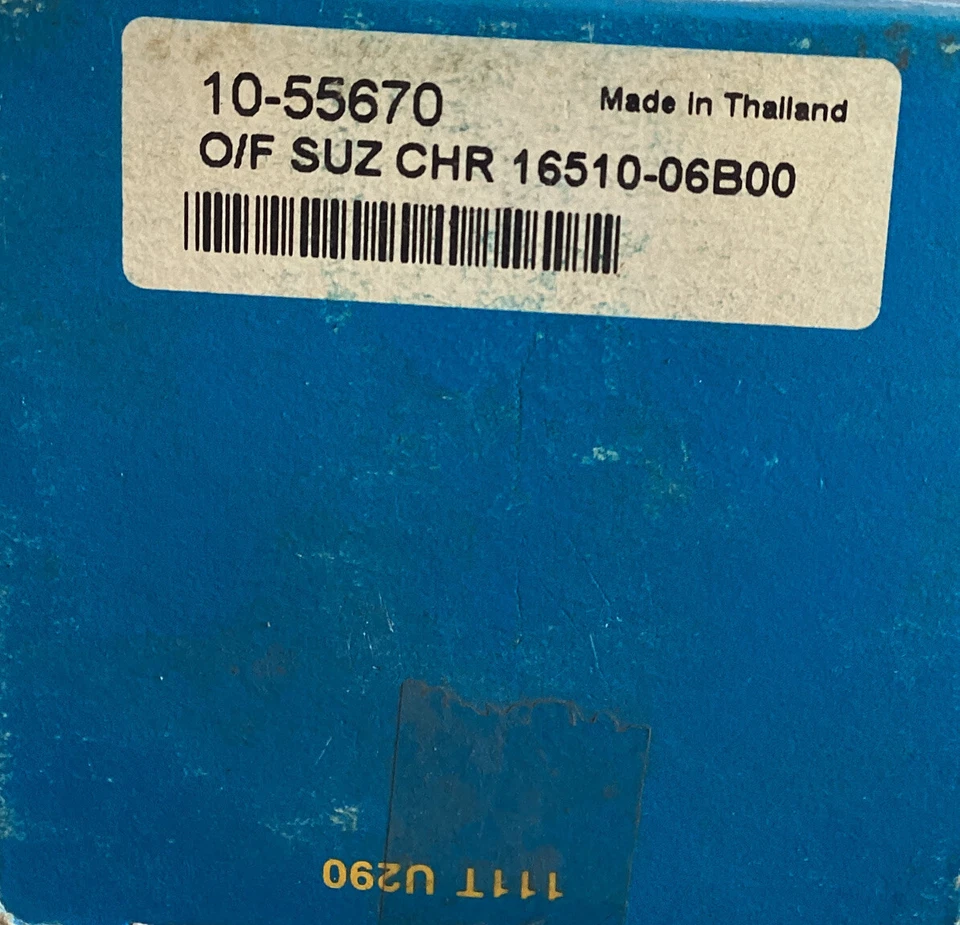 10-55670 Made in Thailand
O/F SUZ CHR 16510-06B00
111T U290